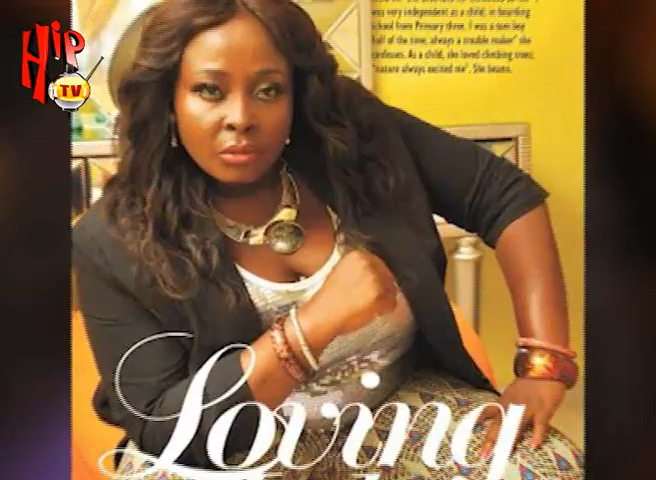 Hip
TV
was very independent as a child, in boarding
school from Primary three. I was a tom boy
half of the time, always a trouble maker" she
confesses. As a child, she loved climbing trees,
"nature always excited me". She beams.
Loving